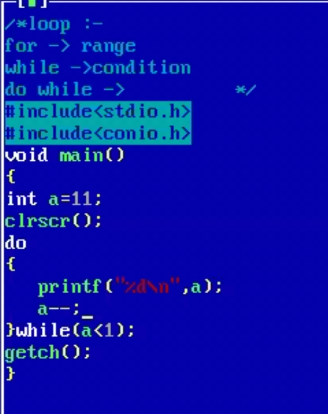 /*loop :-
for -> range
while ->condition
do while ->                */
#include<stdio.h>
#include<conio.h>
void main()
{
int a=11;
clrscr();
do
{
   printf("%d\n",a);
   a--;_
}while(a<1);
getch();
}